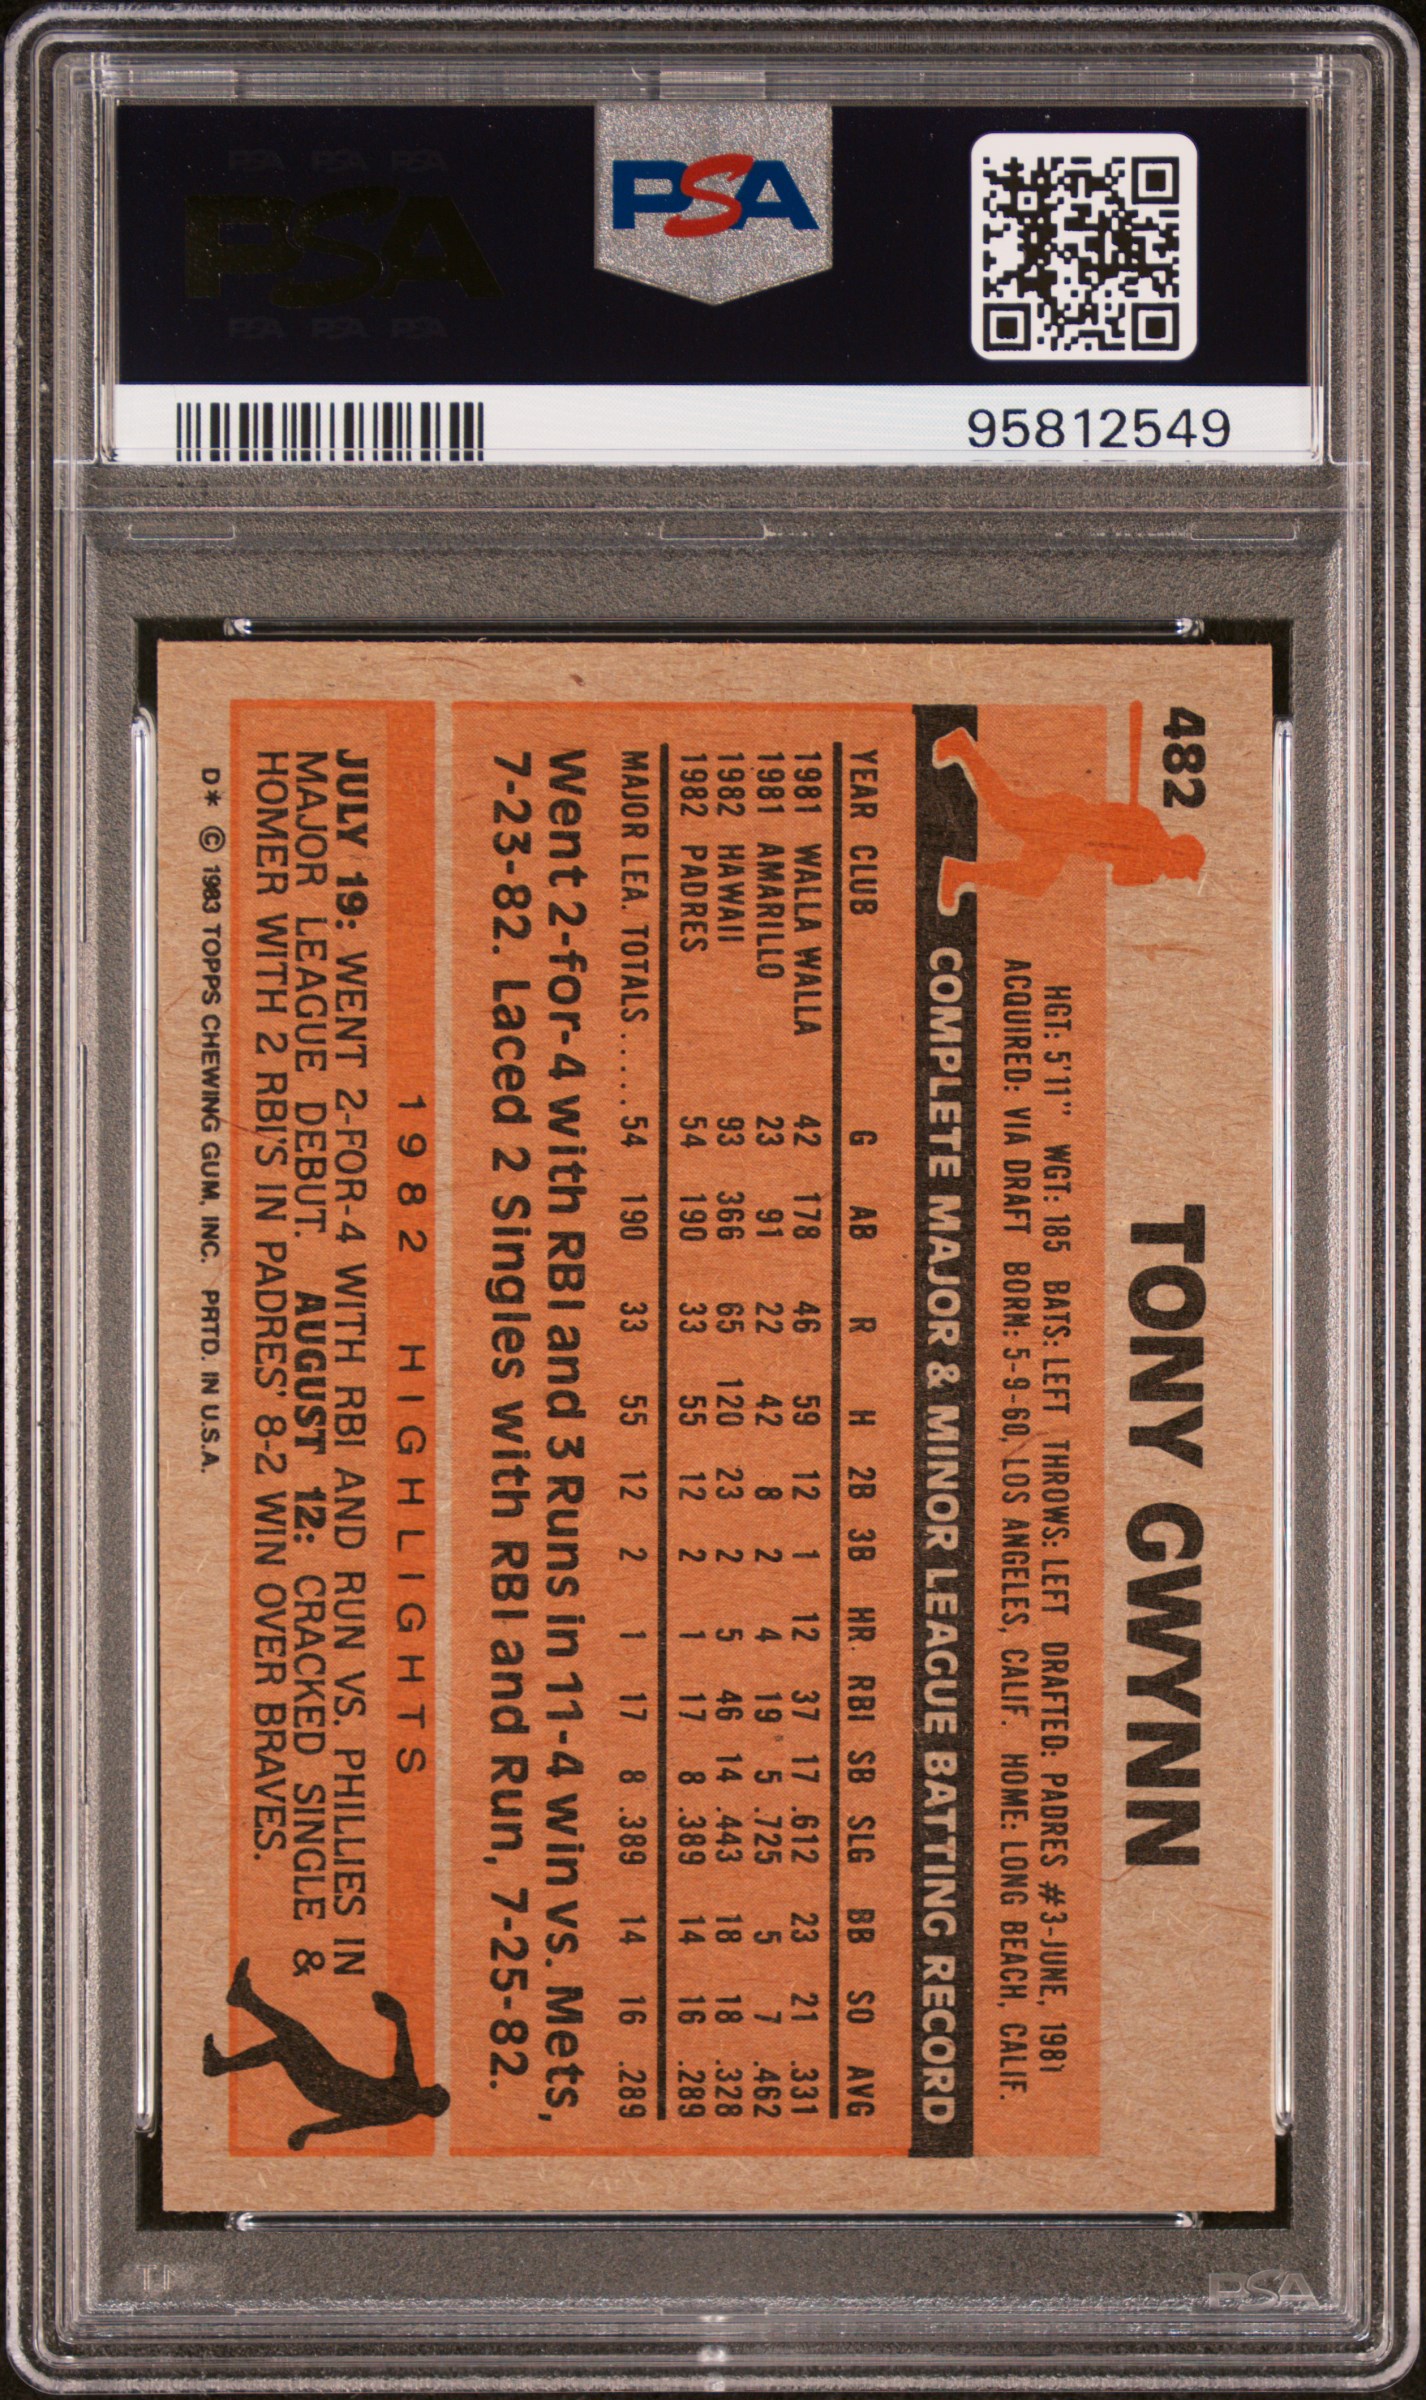 PSA PSA PSA
PSA
PSA PSA PSA
PSA
95812549
482
TONY GWYNN
HGT: 5'11" WGT: 185 BATS: LEFT THROWS: LEFT DRAFTED: PADRES #3-JUNE, 1981
ACQUIRED: VIA DRAFT BORN: 5-9-60, LOS ANGELES, CALIF. HOME: LONG BEACH, CALIF.
COMPLETE MAJOR & MINOR LEAGUE BATTING RECORD
YEAR CLUB G AB R H 2B 3B HR. RBI SB SLG BB SO AVG
1981 WALLA WALLA 42 178 46 59 12 1 12 37 17 .612 23 21 .331
1981 AMARILLO 23 91 22 42 8 2 4 19 5 .725 5 7 .462
1982 HAWAII 93 366 65 120 23 2 5 46 14 .443 18 18 .328
1982 PADRES 54 190 33 55 12 2 1 17 8 .389 14 16 .289
MAJOR LEA. TOTALS ..... 54 190 33 55 12 2 1 17 8 .389 14 16 .289
Went 2-for-4 with RBI and 3 Runs in 11-4 win vs. Mets,
7-23-82. Laced 2 Singles with RBI and Run, 7-25-82.
1982 HIGHLIGHTS
JULY 19: WENT 2-FOR-4 WITH RBI AND RUN VS. PHILLIES IN
MAJOR LEAGUE DEBUT. AUGUST 12: CRACKED SINGLE &
HOMER WITH 2 RBI'S IN PADRES' 8-2 WIN OVER BRAVES.
D* © 1983 TOPPS CHEWING GUM, INC. PRTD. IN U.S.A.
PSA